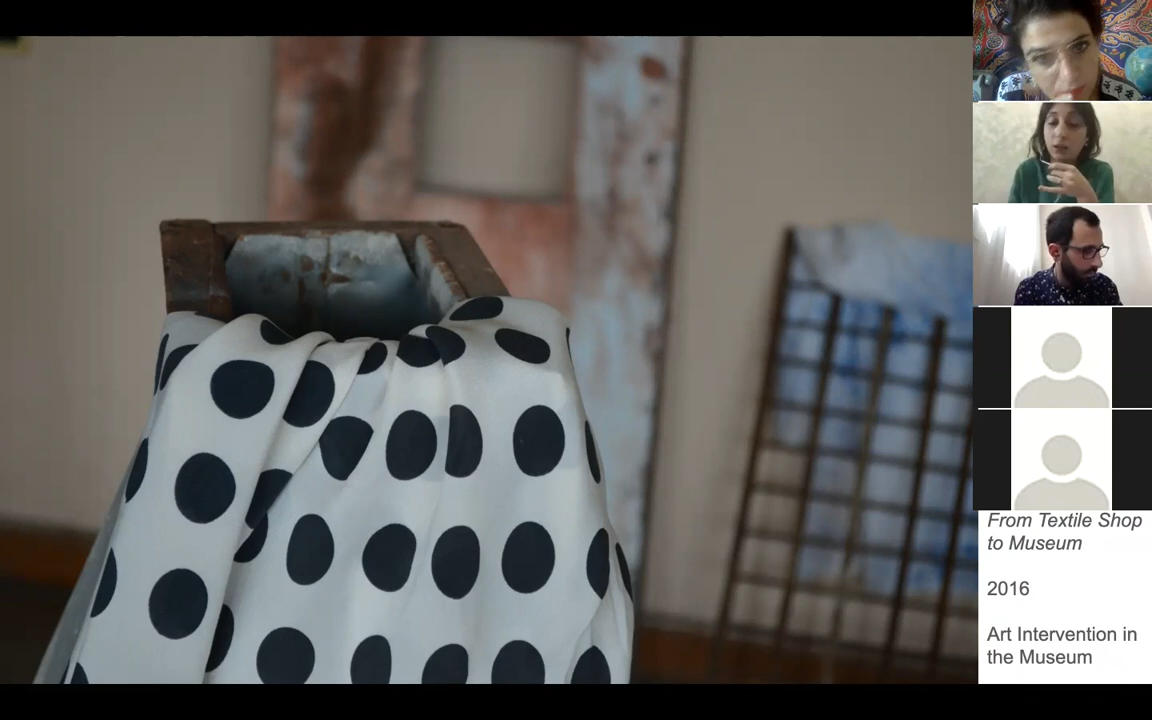 From Textile Shop
to Museum
2016
Art Intervention in
the Museum